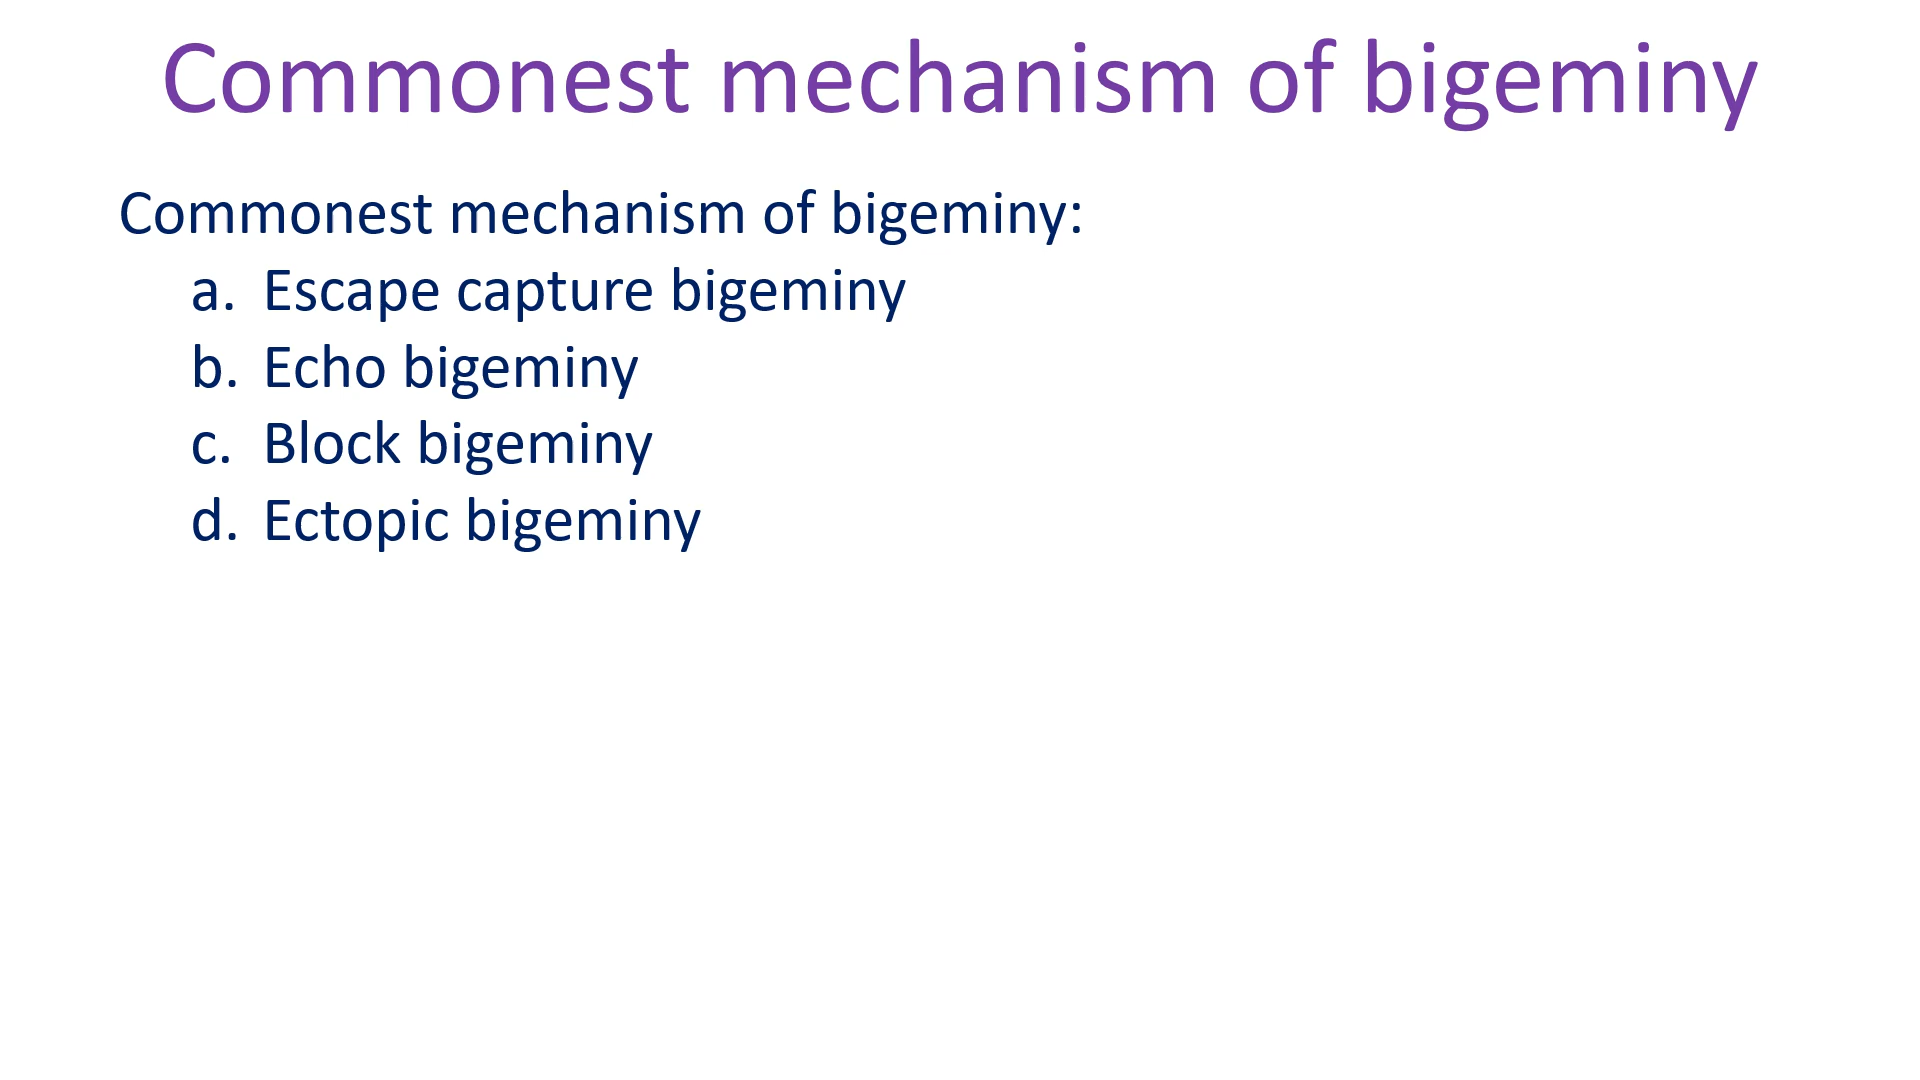 Commonest mechanism of bigeminy
Commonest mechanism of bigeminy:
a. Escape capture bigeminy
b. Echo bigeminy
c. Block bigeminy
d. Ectopic bigeminy